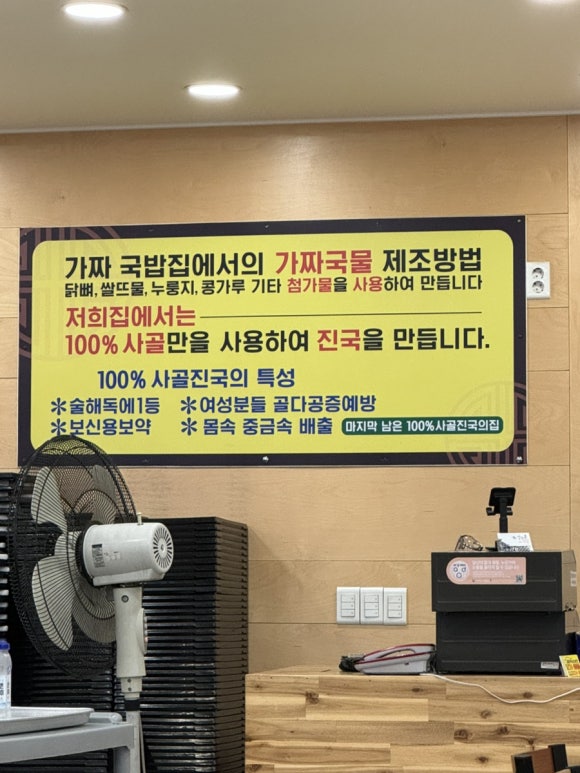 가짜 국밥집에서의 가짜국물 제조방법
닭뼈, 쌀뜨물, 누룽지, 콩가루 기타 첨가물을 사용하여 만듭니다
저희집에서는
100% 사골만을 사용하여 진국을 만듭니다.
100% 사골진국의 특성
*술해독에1등 *여성분들 골다공증예방
*보신용보약 * 몸속 중금속 배출 마지막 남은 100%사골진국의집